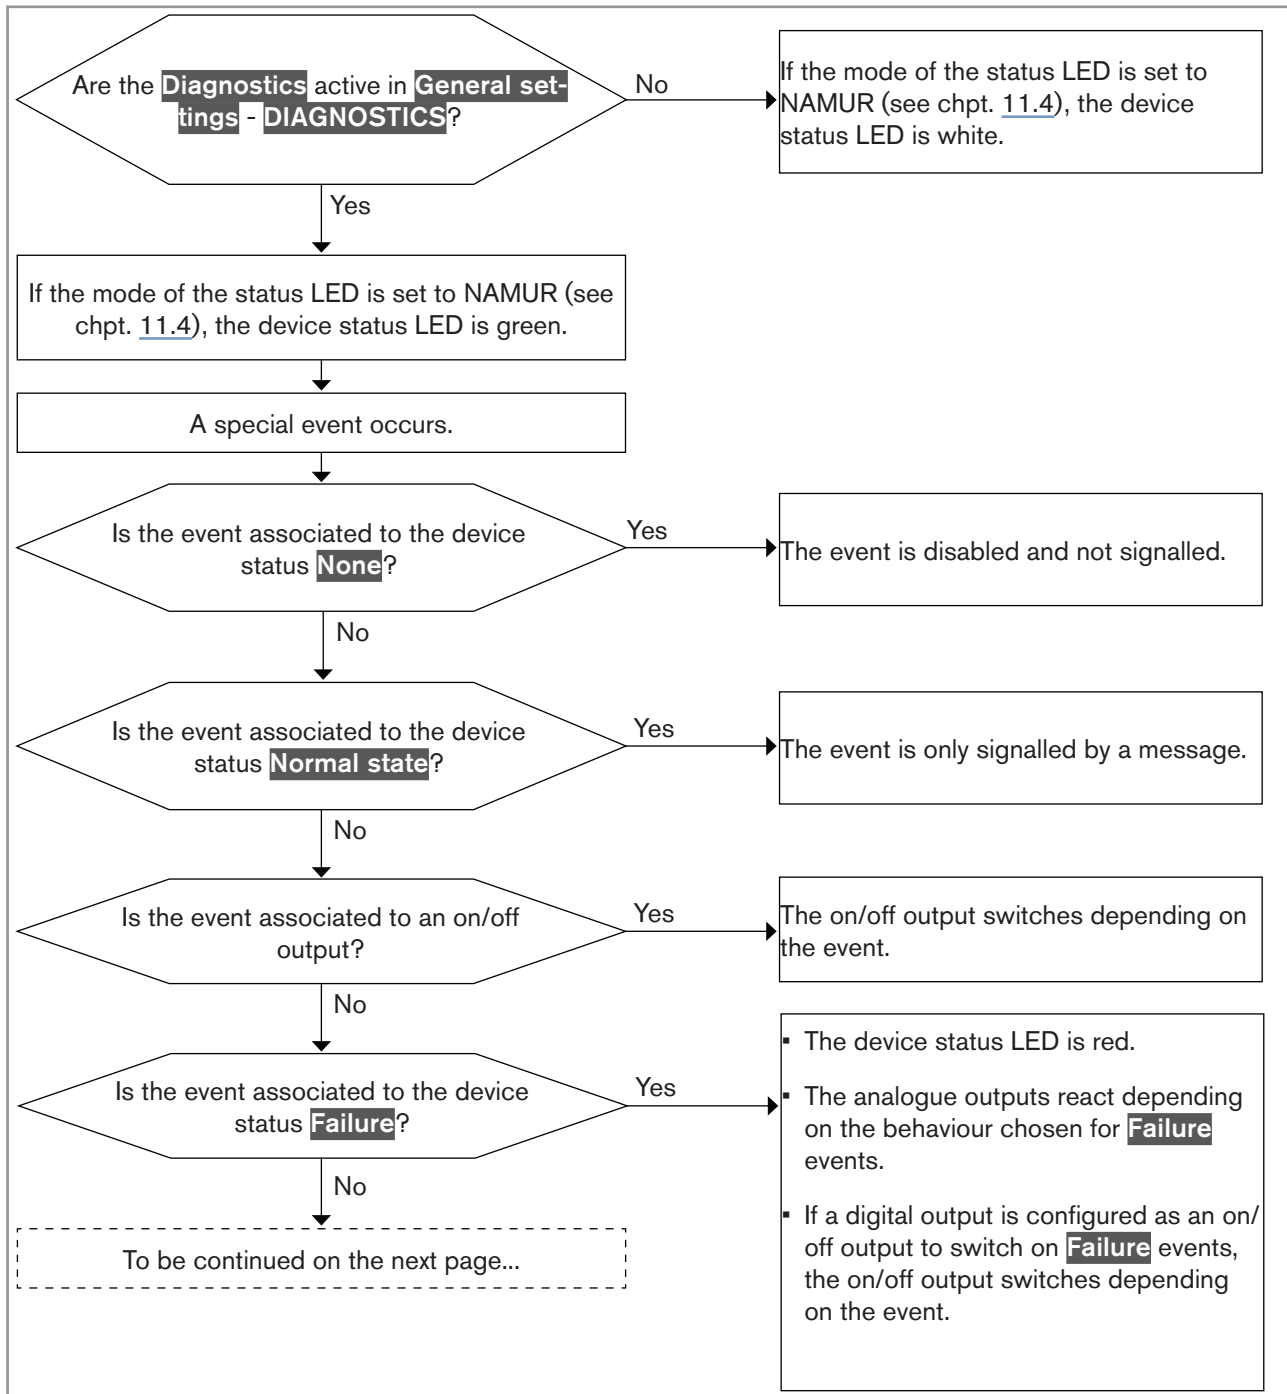 Are the Diagnostics active in General set-
tings - DIAGNOSTICS?
No
If the mode of the status LED is set to
NAMUR (see chpt. 11.4), the device
status LED is white.
Yes
If the mode of the status LED is set to NAMUR (see
chpt. 11.4), the device status LED is green.
A special event occurs.
Is the event associated to the device
status None?
Yes
The event is disabled and not signalled.
No
Is the event associated to the device
status Normal state?
Yes
The event is only signalled by a message.
No
Is the event associated to an on/off
output?
Yes
The on/off output switches depending on
the event.
No
Is the event associated to the device
status Failure?
Yes
▪ The device status LED is red.
▪ The analogue outputs react depending
on the behaviour chosen for Failure
events.
▪ If a digital output is configured as an on/
off output to switch on Failure events,
the on/off output switches depending
on the event.
No
To be continued on the next page...